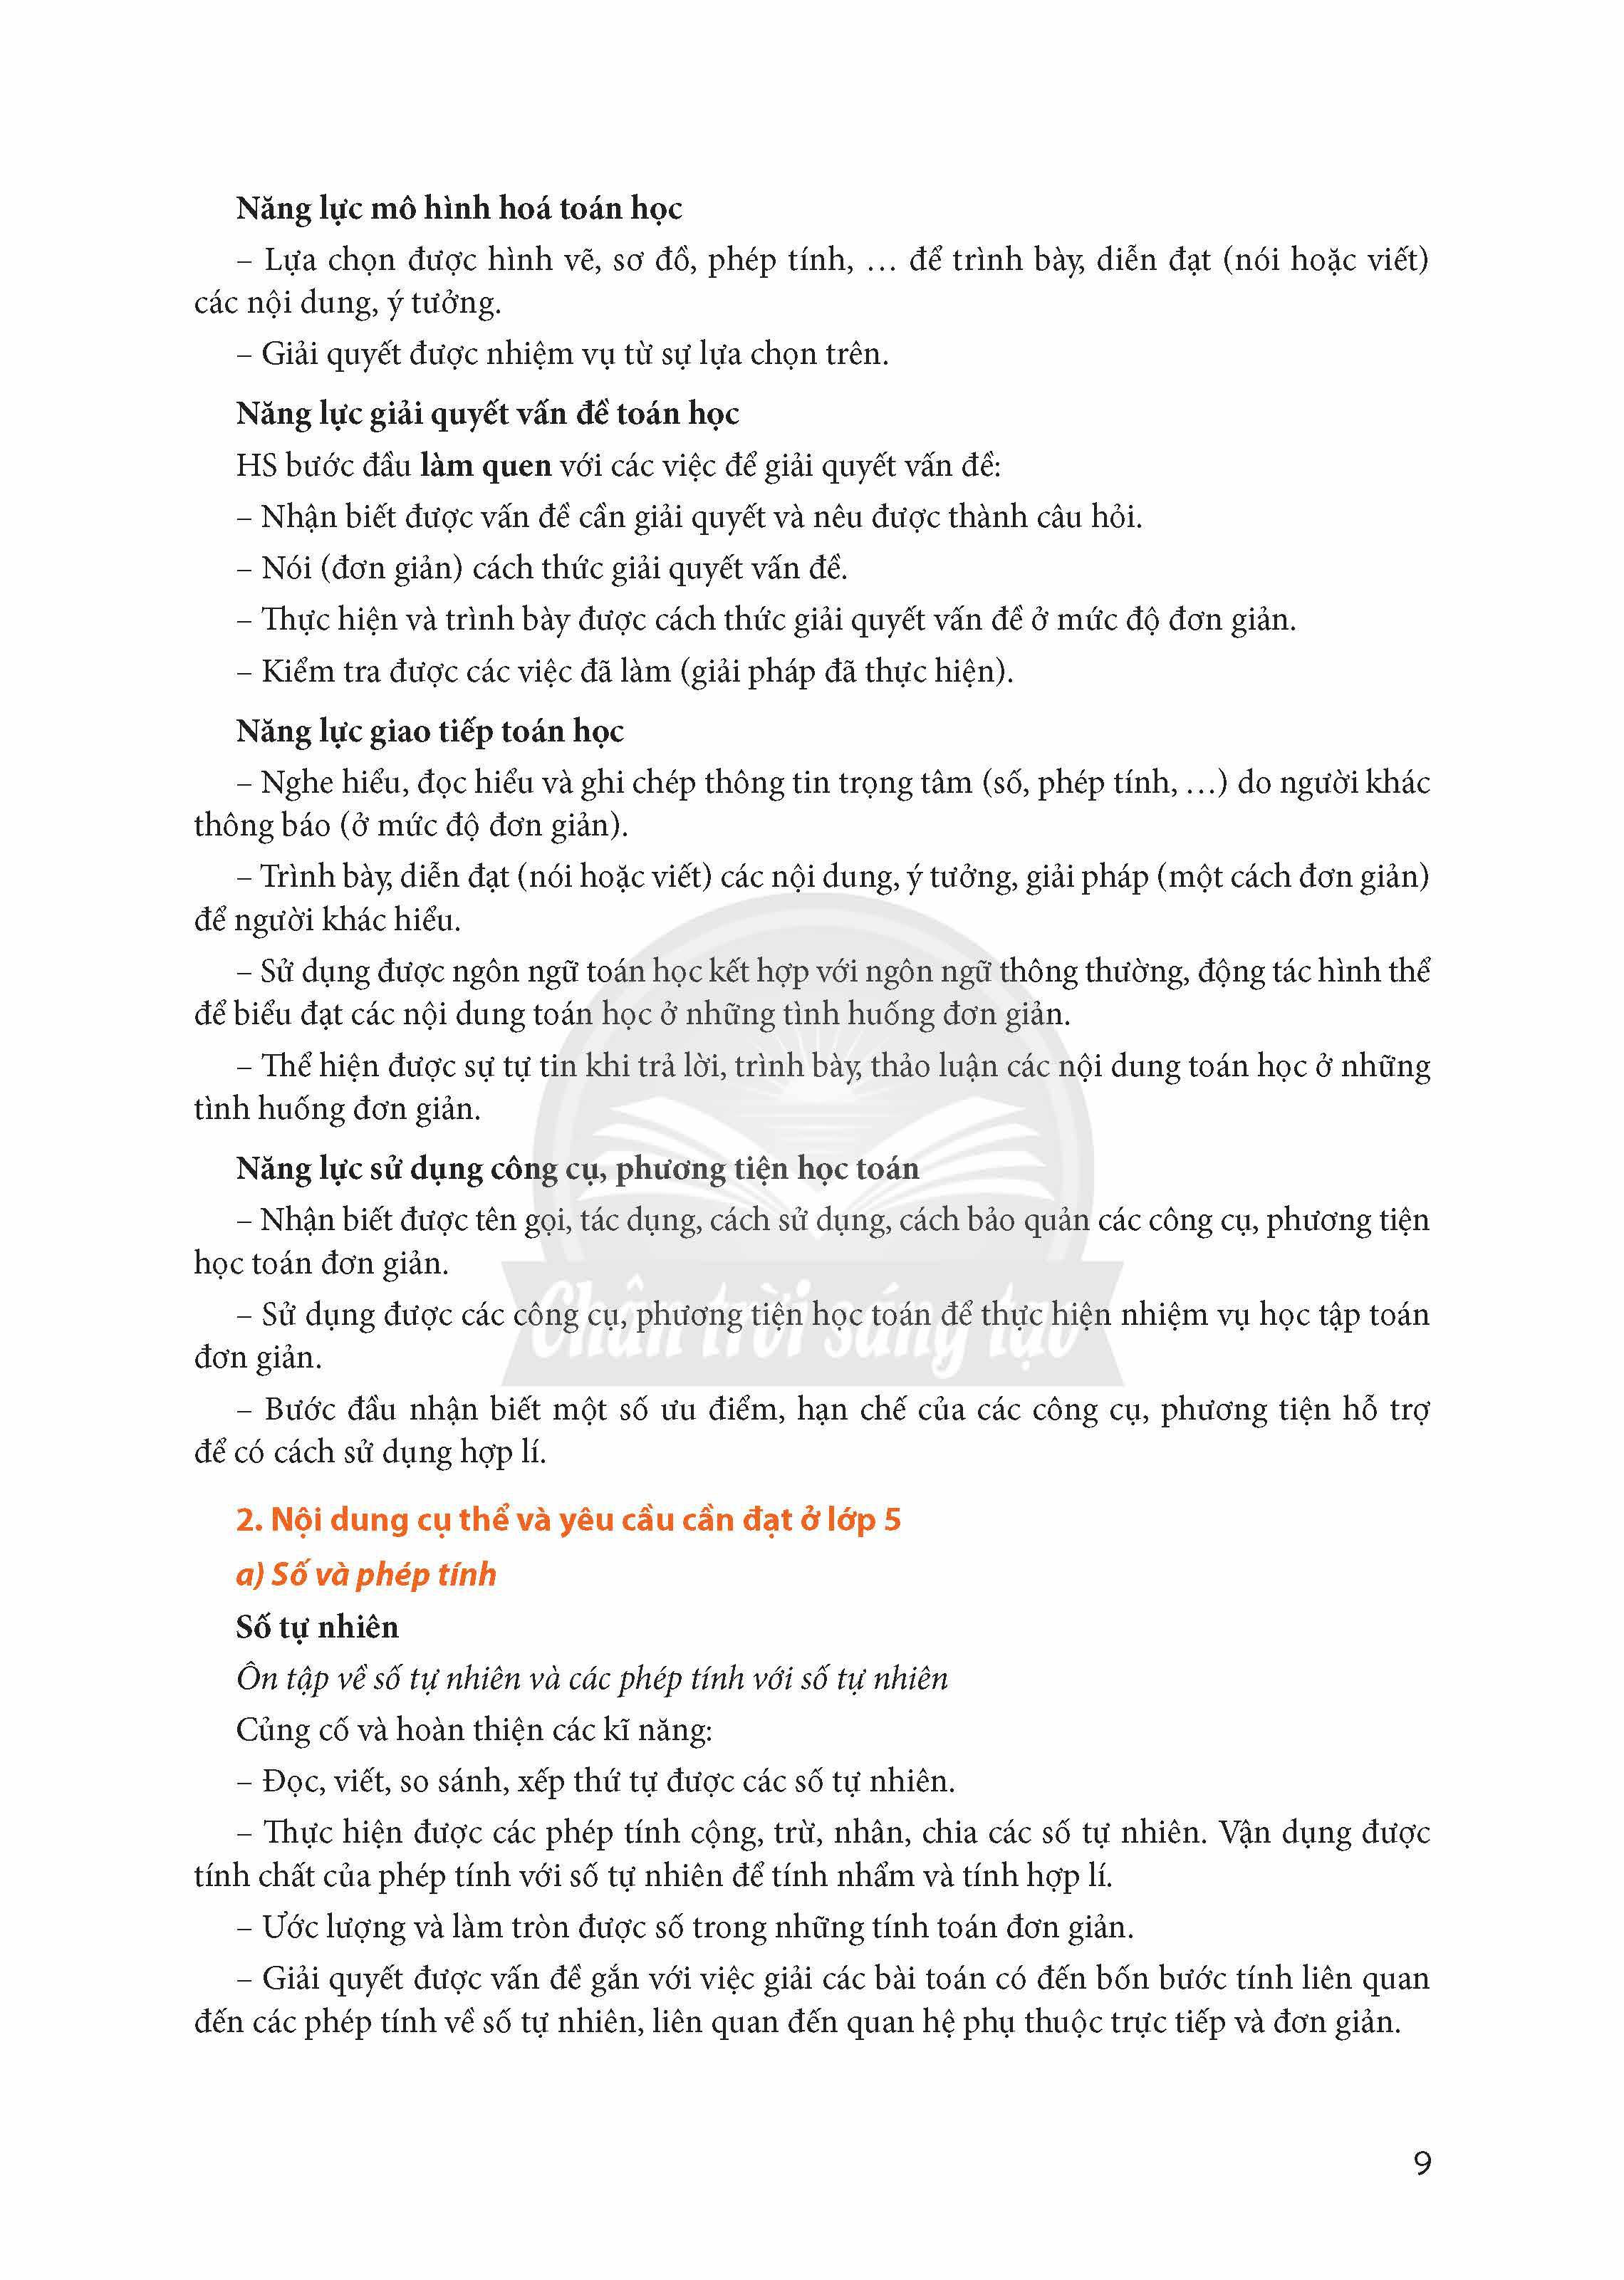 Năng lực mô hình hoá toán học
– Lựa chọn được hình vẽ, sơ đồ, phép tính, … để trình bày, diễn đạt (nói hoặc viết)
các nội dung, ý tưởng.
– Giải quyết được nhiệm vụ từ sự lựa chọn trên.
Năng lực giải quyết vấn đề toán học
HS bước đầu làm quen với các việc để giải quyết vấn đề:
– Nhận biết được vấn đề cần giải quyết và nêu được thành câu hỏi.
– Nói (đơn giản) cách thức giải quyết vấn đề.
– Thực hiện và trình bày được cách thức giải quyết vấn đề ở mức độ đơn giản.
– Kiểm tra được các việc đã làm (giải pháp đã thực hiện).
Năng lực giao tiếp toán học
– Nghe hiểu, đọc hiểu và ghi chép thông tin trọng tâm (số, phép tính, …) do người khác
thông báo (ở mức độ đơn giản).
– Trình bày, diễn đạt (nói hoặc viết) các nội dung, ý tưởng, giải pháp (một cách đơn giản)
để người khác hiểu.
– Sử dụng được ngôn ngữ toán học kết hợp với ngôn ngữ thông thường, động tác hình thể
để biểu đạt các nội dung toán học ở những tình huống đơn giản.
– Thể hiện được sự tự tin khi trả lời, trình bày, thảo luận các nội dung toán học ở những
tình huống đơn giản.
Năng lực sử dụng công cụ, phương tiện học toán
– Nhận biết được tên gọi, tác dụng, cách sử dụng, cách bảo quản các công cụ, phương tiện
học toán đơn giản.
– Sử dụng được các công cụ, phương tiện học toán để thực hiện nhiệm vụ học tập toán
đơn giản.
Chân trời sáng tạo
– Bước đầu nhận biết một số ưu điểm, hạn chế của các công cụ, phương tiện hỗ trợ
để có cách sử dụng hợp lí.
2. Nội dung cụ thể và yêu cầu cần đạt ở lớp 5
a) Số và phép tính
Số tự nhiên
Ôn tập về số tự nhiên và các phép tính với số tự nhiên
Củng cố và hoàn thiện các kĩ năng:
– Đọc, viết, so sánh, xếp thứ tự được các số tự nhiên.
– Thực hiện được các phép tính cộng, trừ, nhân, chia các số tự nhiên. Vận dụng được
tính chất của phép tính với số tự nhiên để tính nhẩm và tính hợp lí.
– Ước lượng và làm tròn được số trong những tính toán đơn giản.
– Giải quyết được vấn đề gắn với việc giải các bài toán có đến bốn bước tính liên quan
đến các phép tính về số tự nhiên, liên quan đến quan hệ phụ thuộc trực tiếp và đơn giản.
9